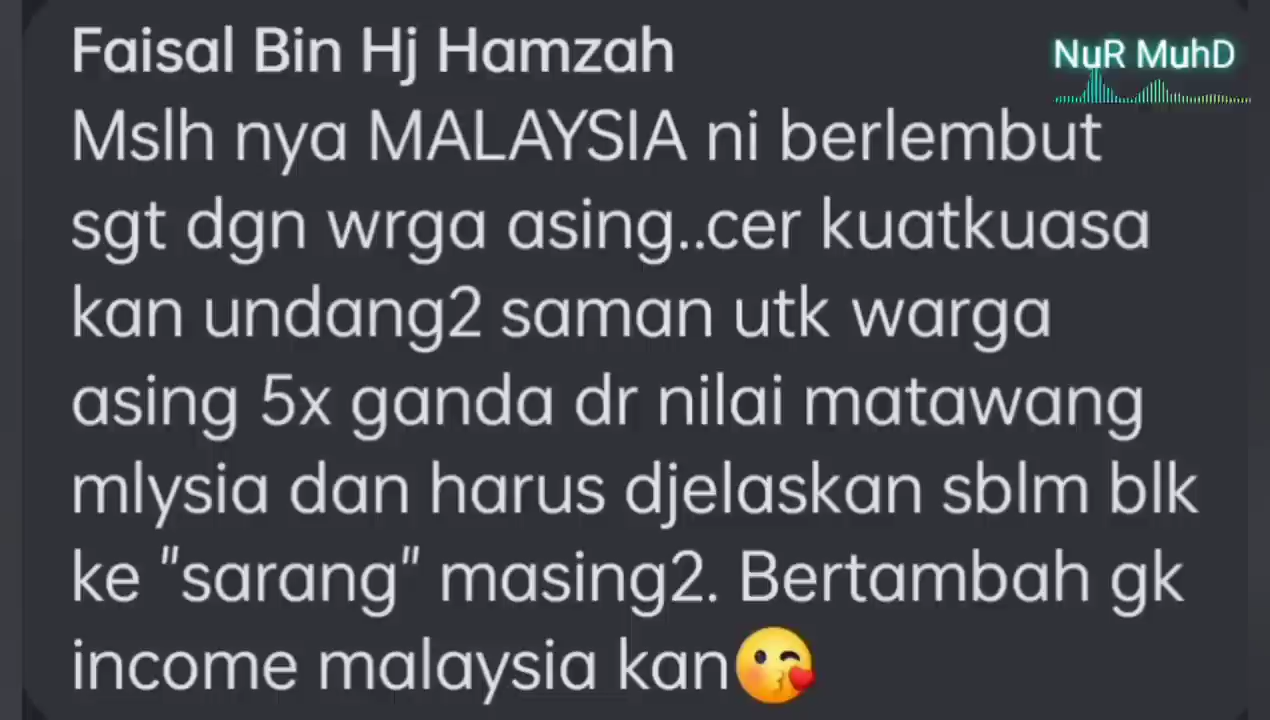 Faisal Bin Hj Hamzah
NuR MuhD
Mslh nya MALAYSIA ni berlembut
sgt dgn wrga asing..cer kuatkuasa
kan undang2 saman utk warga
asing 5x ganda dr nilai matawang
mlysia dan harus djelaskan sblm blk
ke "sarang" masing2. Bertambah gk
income malaysia kan😘